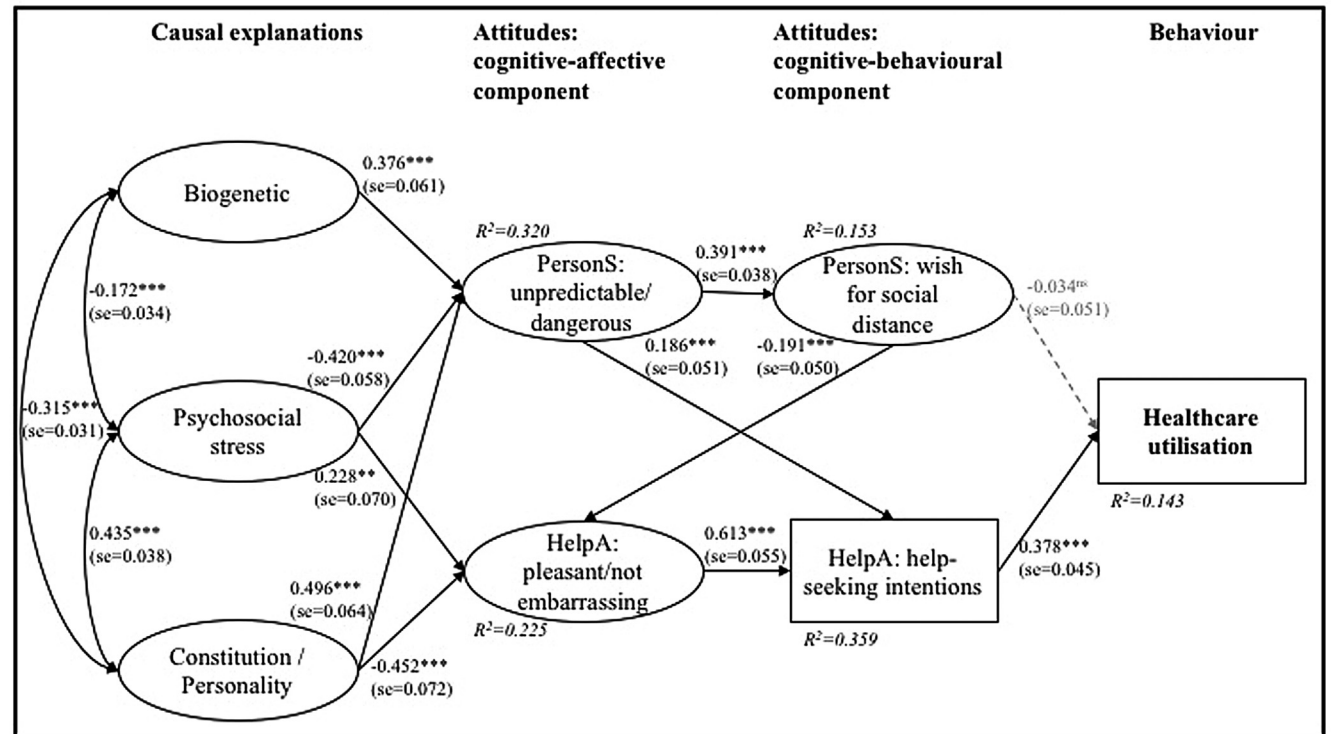 Causal explanations
Attitudes:
cognitive-affective
component
Attitudes:
cognitive-behavioural
component
Behaviour
Biogenetic
0.376***
(se=0.061)
-0.172***
(se=0.034)
-0.315***
(se=0.031)
Psychosocial
stress
-0.420***
(se=0.058)
0.228**
(se=0.070)
0.435***
(se=0.038)
Constitution /
Personality
0.496***
(se=0.064)
-0.452***
(se=0.072)
R²=0.320
PersonS:
unpredictable/
dangerous
0.391***
(se=0.038)
0.186***
(se=0.051)
R²=0.153
PersonS: wish
for social
distance
-0.191***
(se=0.050)
-0.034ns
(se=0.051)
HelpA:
pleasant/not
embarrassing
R²=0.225
0.613***
(se=0.055)
HelpA: help-
seeking intentions
R²=0.359
0.378***
(se=0.045)
Healthcare
utilisation
R²=0.143